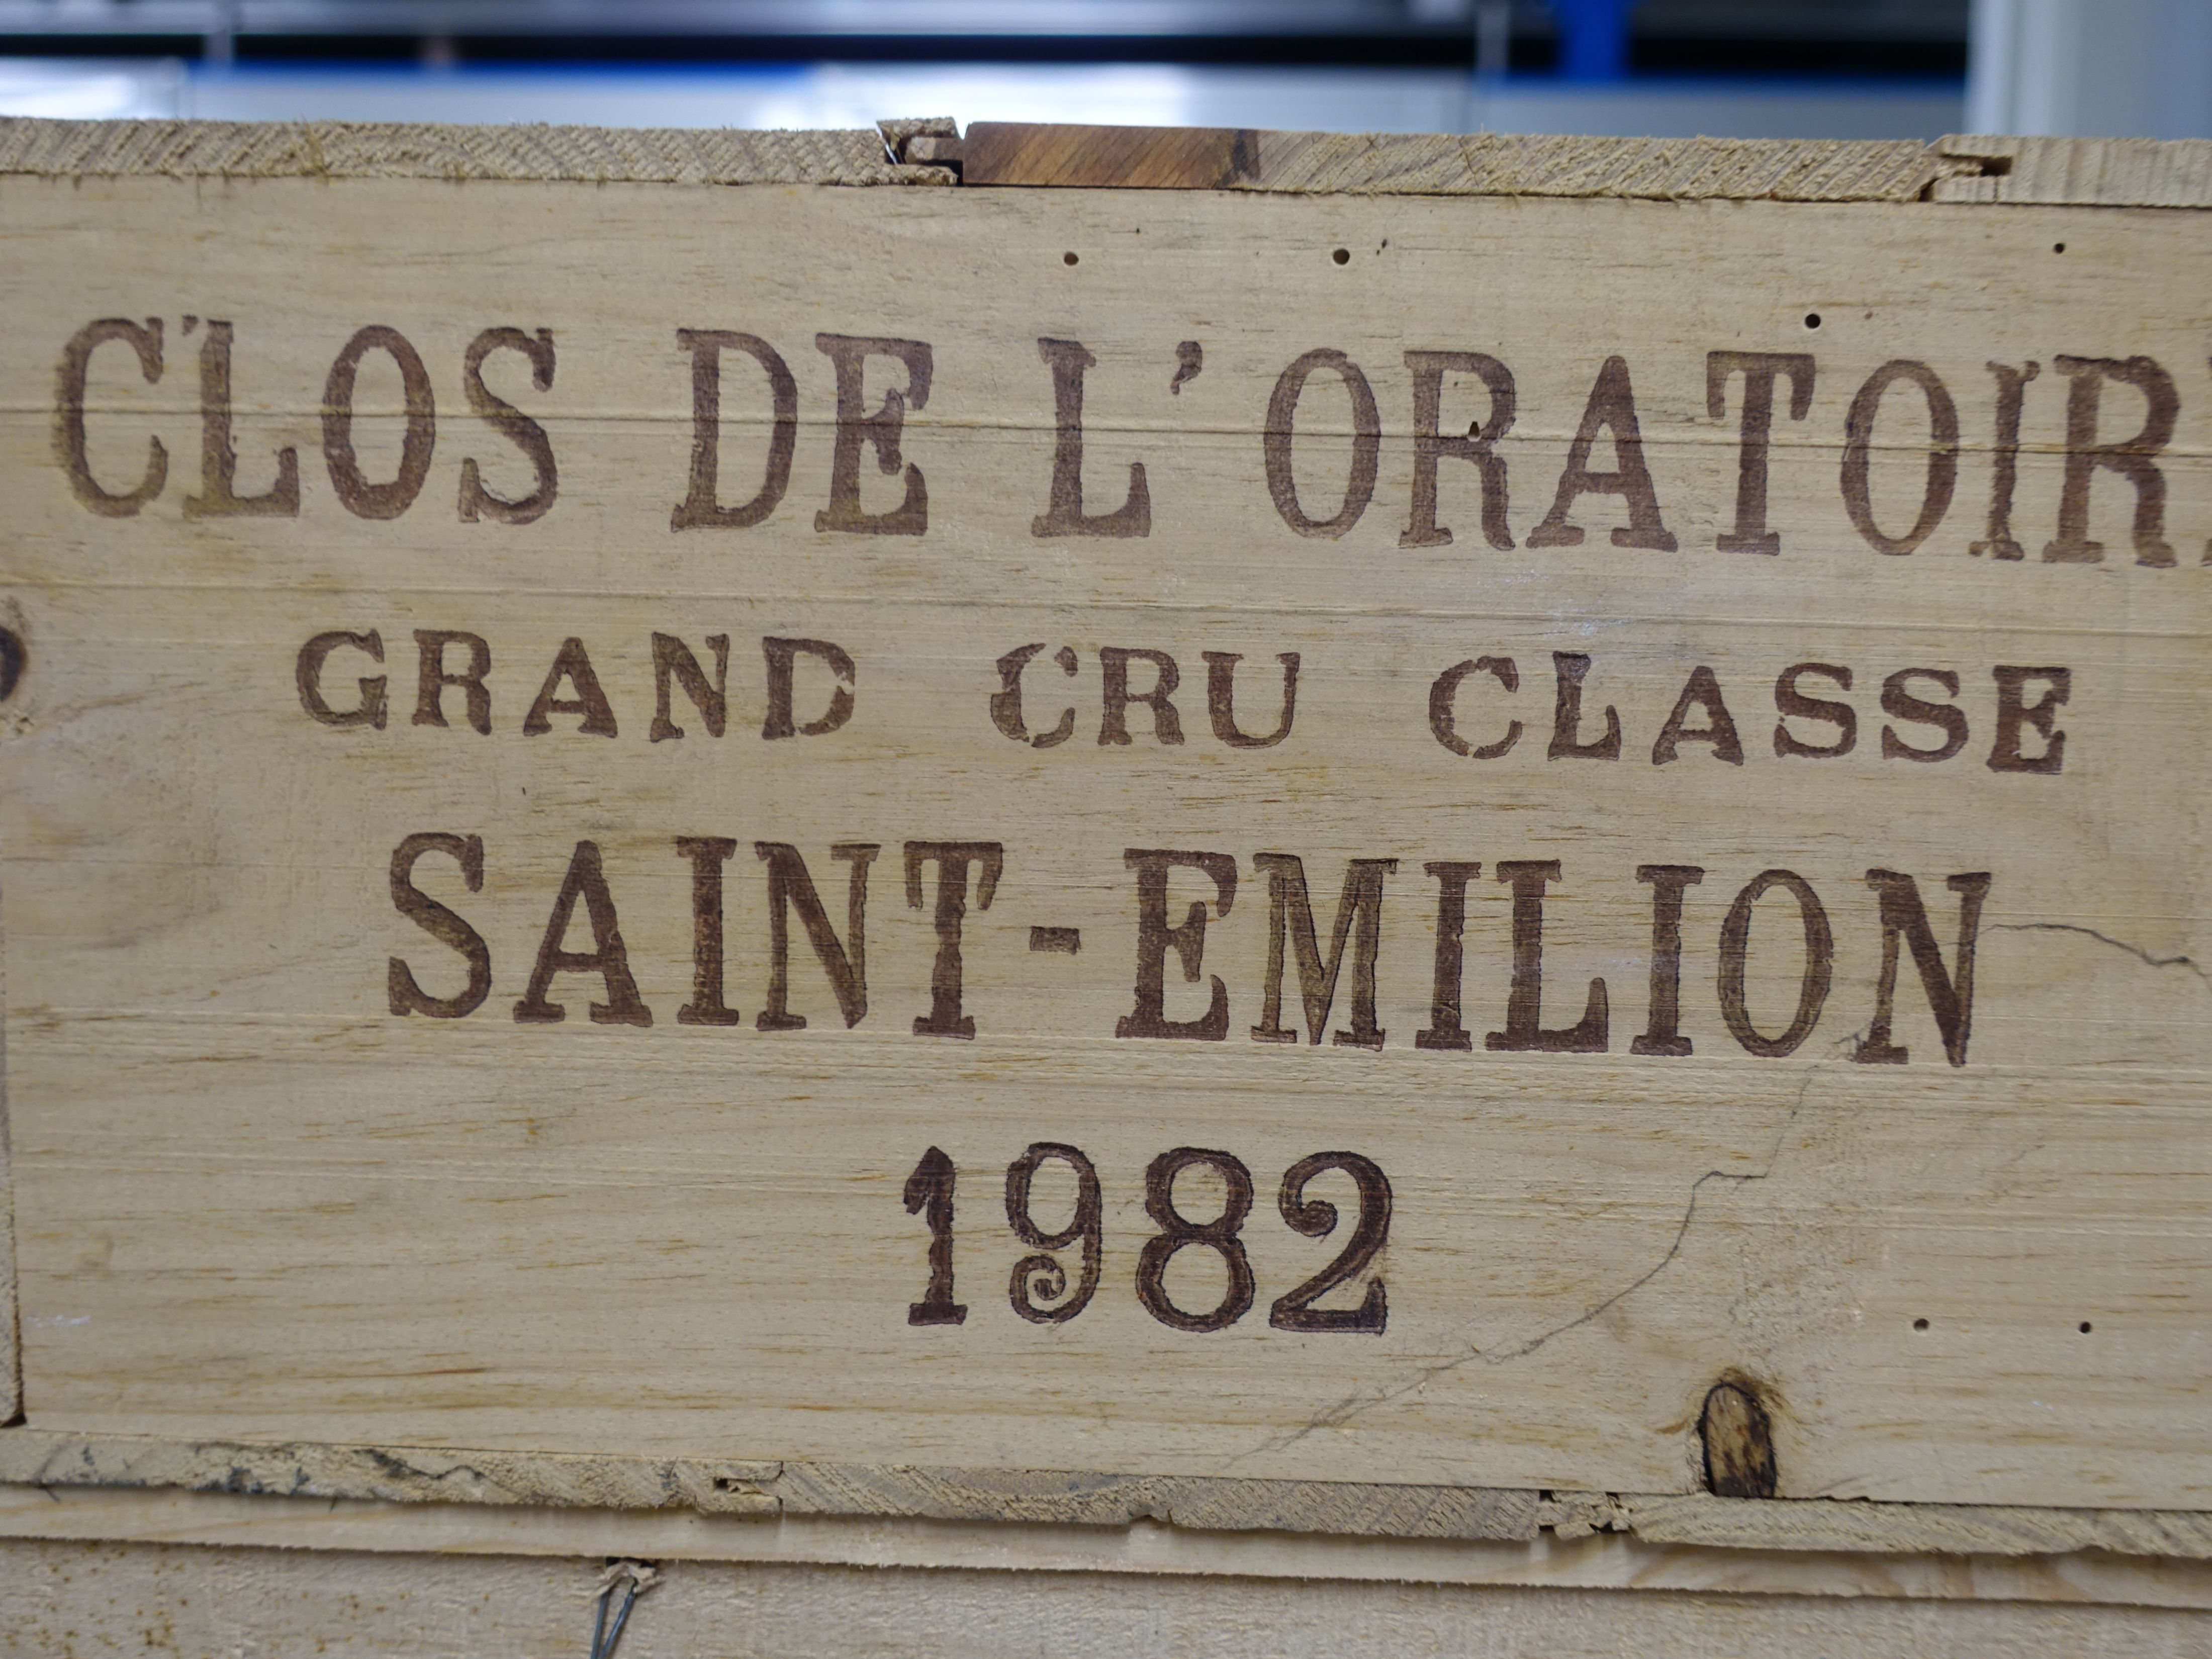 CLOS DE L'ORATOIR
GRAND CRU CLASSE
SAINT-EMILION
1982